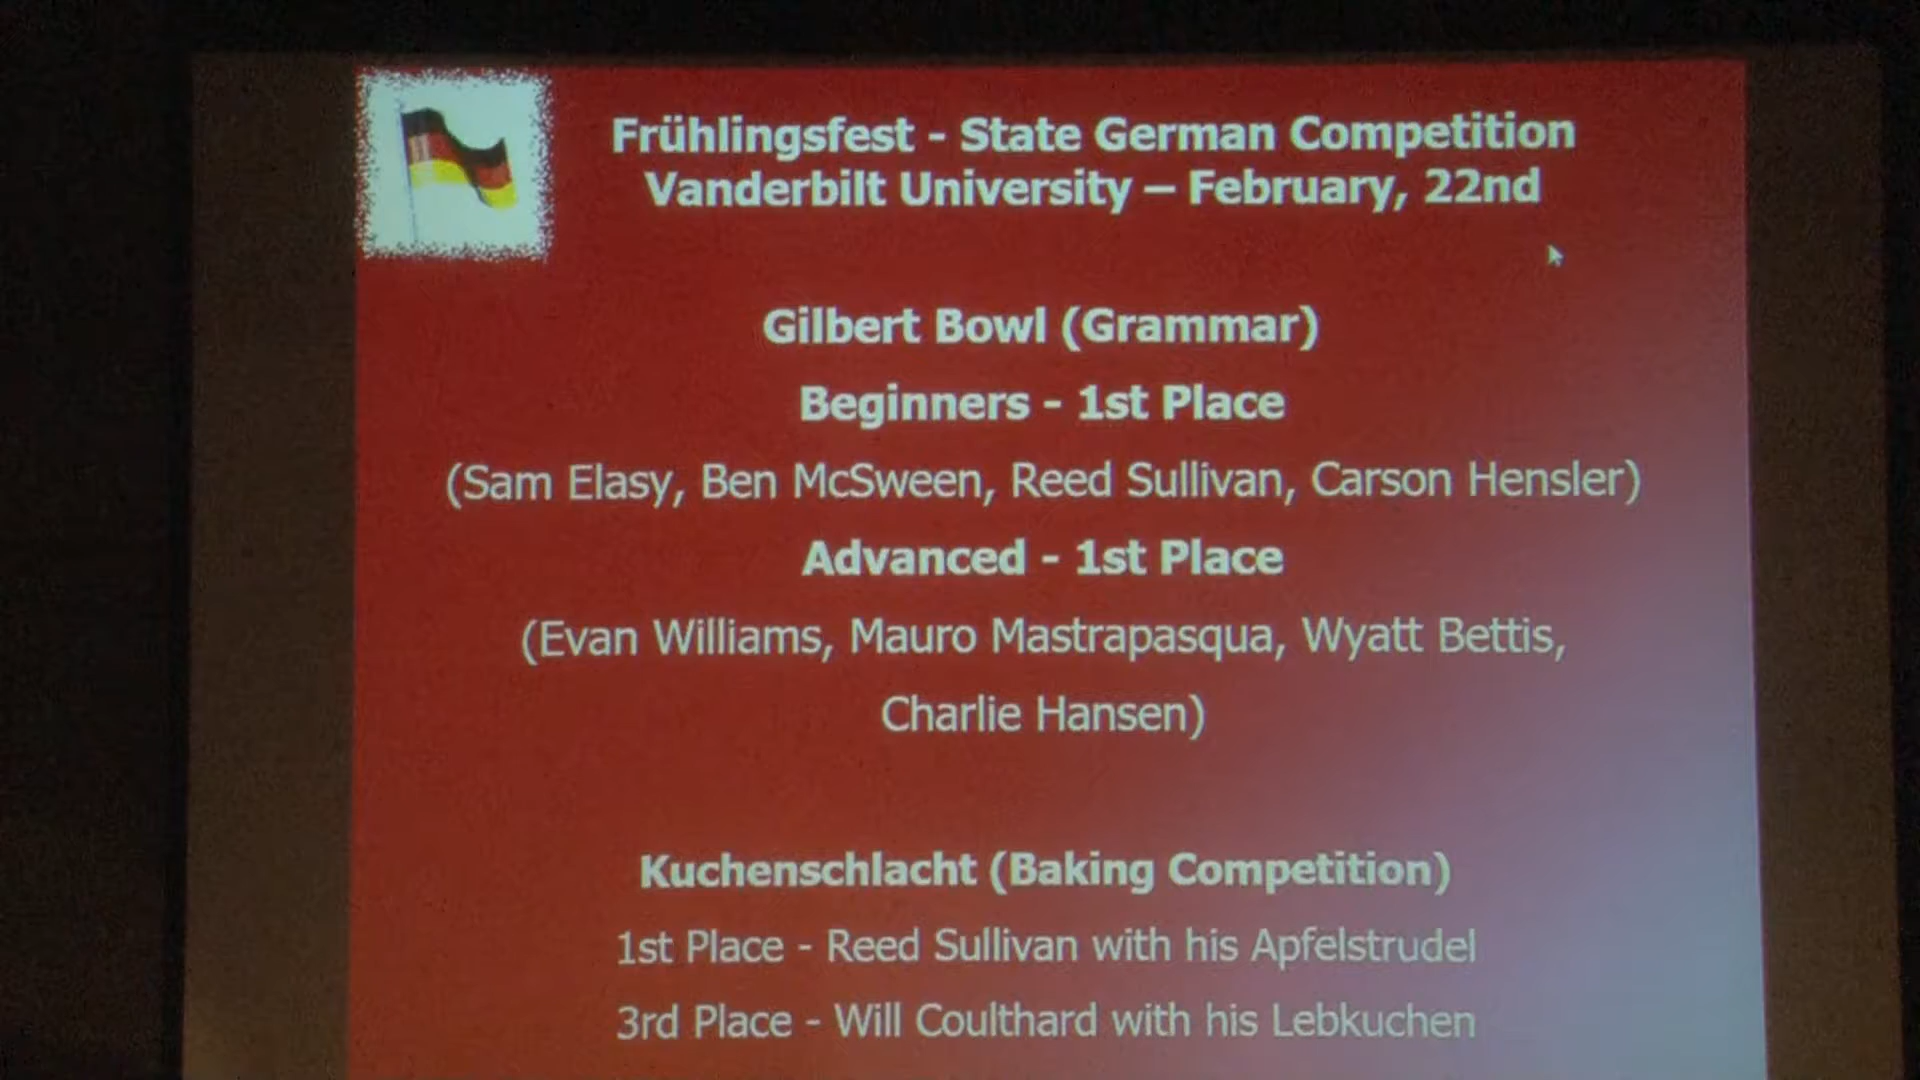 Frühlingsfest - State German Competition
Vanderbilt University – February, 22nd
Gilbert Bowl (Grammar)
Beginners - 1st Place
(Sam Elasy, Ben McSween, Reed Sullivan, Carson Hensler)
Advanced - 1st Place
(Evan Williams, Mauro Mastrapasqua, Wyatt Bettis,
Charlie Hansen)
Kuchenschlacht (Baking Competition)
1st Place - Reed Sullivan with his Apfelstrudel
3rd Place - Will Coulthard with his Lebkuchen